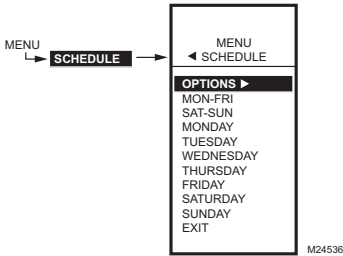 MENU
SCHEDULE
MENU
◀ SCHEDULE
OPTIONS ▶
MON-FRI
SAT-SUN
MONDAY
TUESDAY
WEDNESDAY
THURSDAY
FRIDAY
SATURDAY
SUNDAY
EXIT
M24536